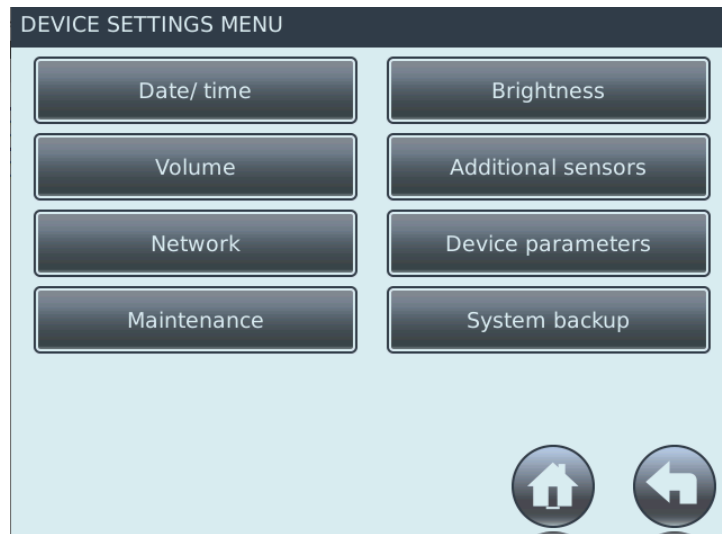 DEVICE SETTINGS MENU
Date/ time
Brightness
Volume
Additional sensors
Network
Device parameters
Maintenance
System backup